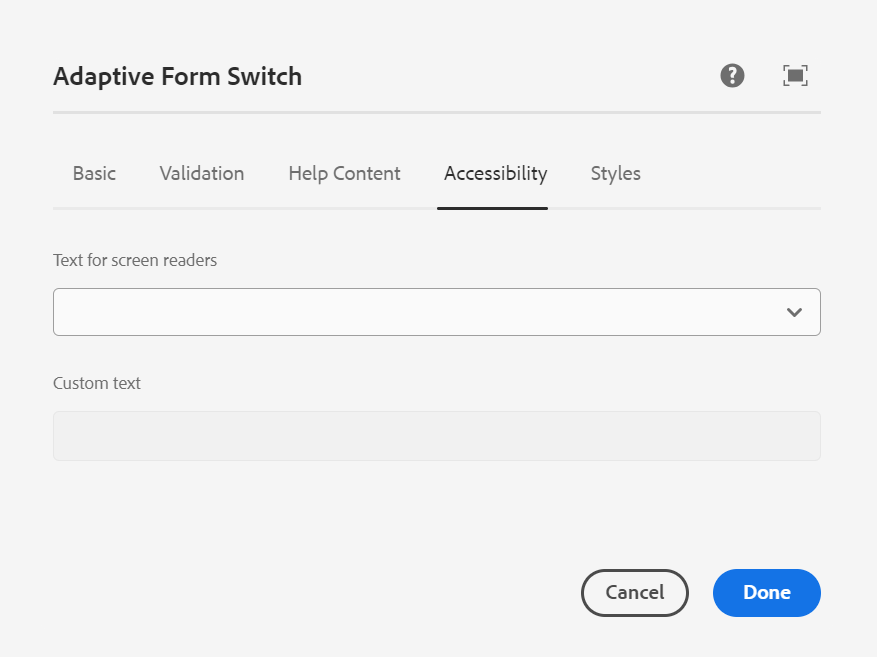 Adaptive Form Switch
Basic Validation Help Content Accessibility Styles
Text for screen readers
Custom text
Cancel Done